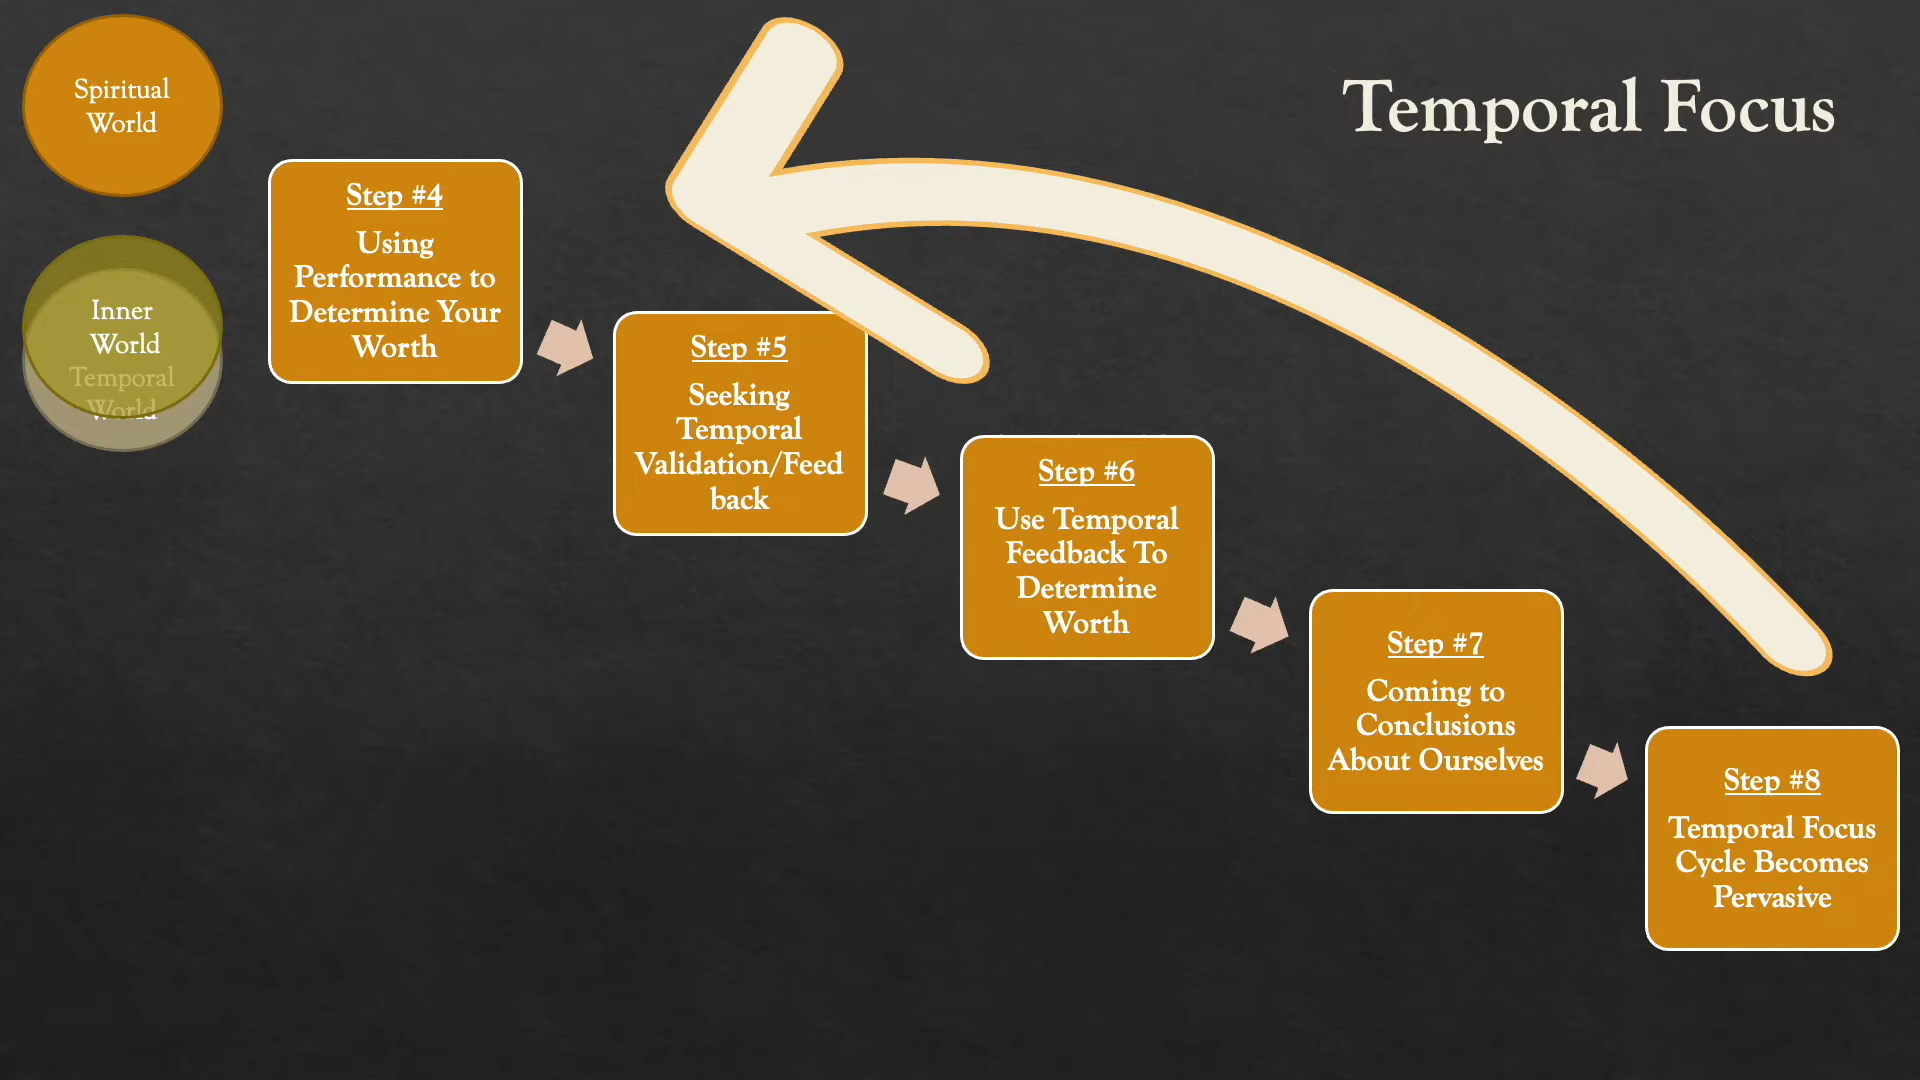 Temporal Focus
Spiritual
World
Inner
World
Temporal
World
Step #4
Using
Performance to
Determine Your
Worth
Step #5
Seeking
Temporal
Validation/Feed
back
Step #6
Use Temporal
Feedback To
Determine
Worth
Step #7
Coming to
Conclusions
About Ourselves
Step #8
Temporal Focus
Cycle Becomes
Pervasive